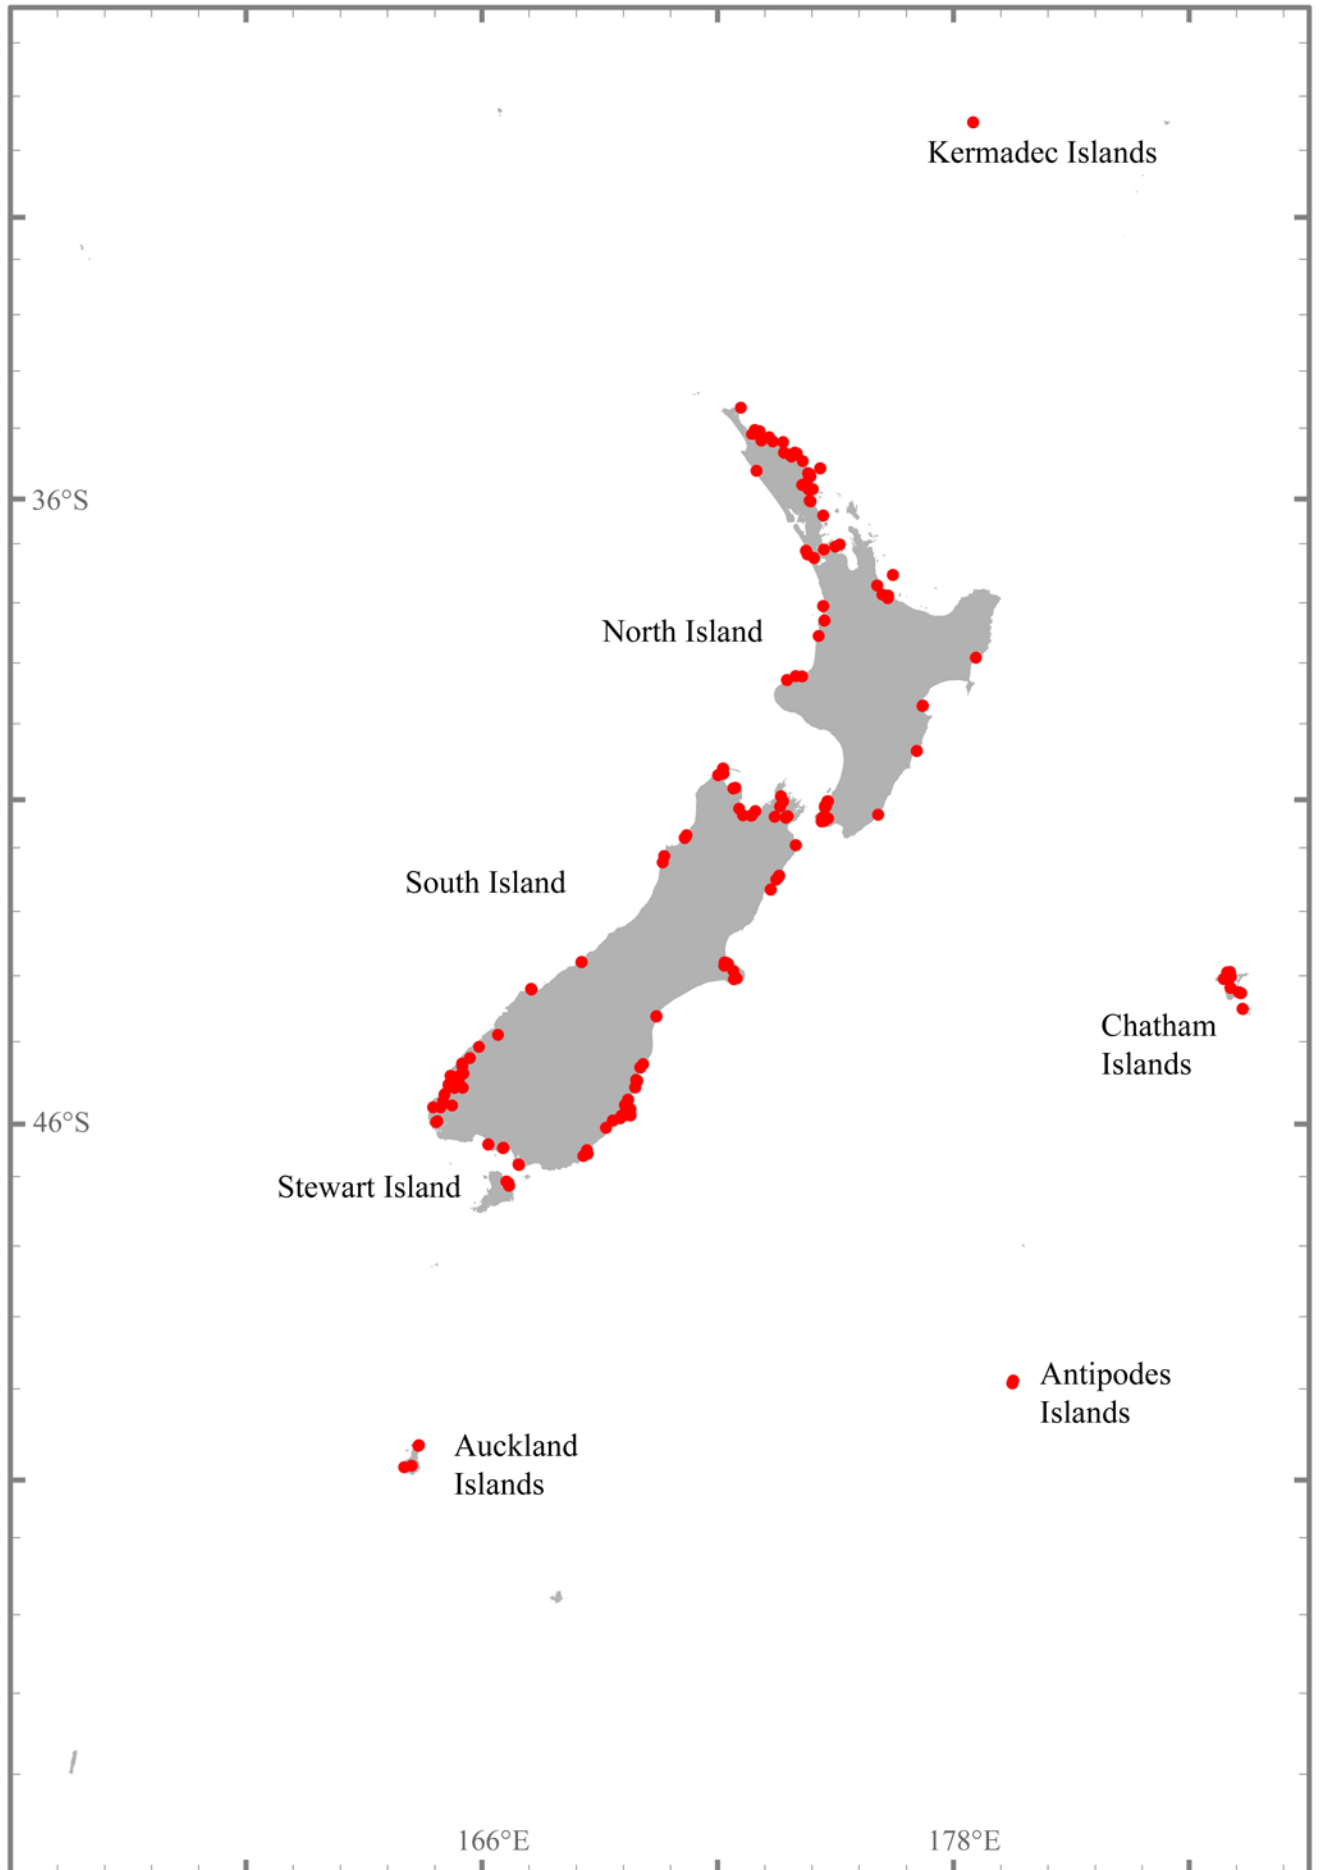 Kermadec Islands
36°S
North Island
South Island
Chatham
Islands
46°S
Stewart Island
Antipodes
Islands
Auckland
Islands
166°E
178°E